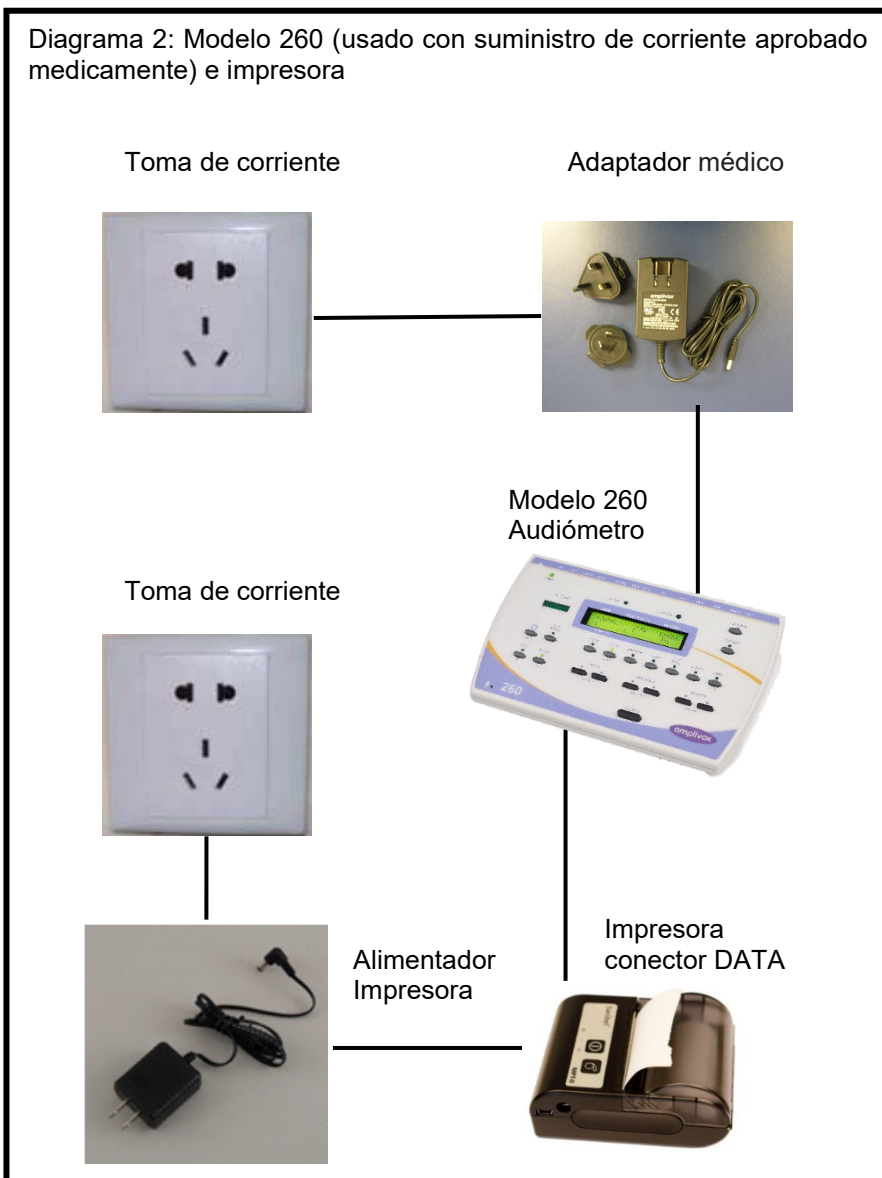 Diagrama 2: Modelo 260 (usado con suministro de corriente aprobado
medicamente) e impresora
Toma de corriente
Adaptador médico
amplivox
Modelo 260
Audiómetro
Toma de corriente
260
amplivox
Alimentador
Impresora
Impresora
conector DATA